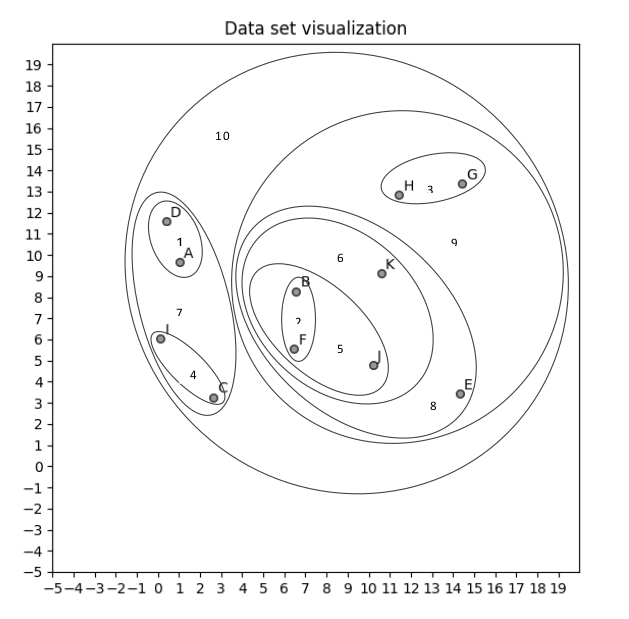 Data set visualization
19
18
17
16
15
14
13
12
11
10
9
8
7
6
5
4
3
2
1
0
−1
−2
−3
−4
−5
10
G
H
3
D
1
A
9
6
K
B
7
2
I
F
5
J
4
C
E
8
−5 −4 −3 −2 −1 0 1 2 3 4 5 6 7 8 9 10 11 12 13 14 15 16 17 18 19